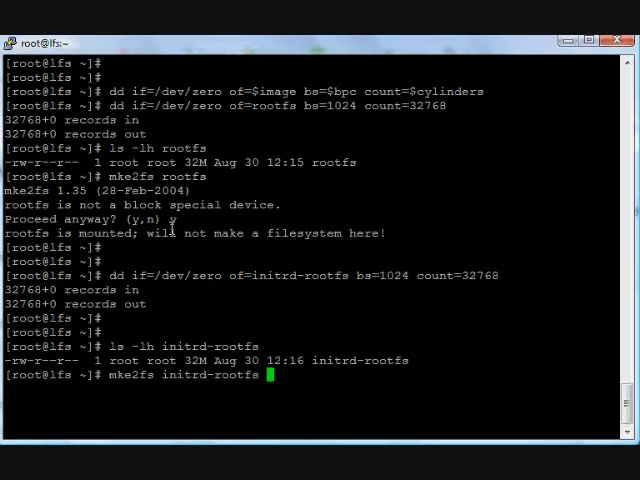 root@lfs:~
[root@lfs ~]#
[root@lfs ~]#
[root@lfs ~]# dd if=/dev/zero of=$image bs=$bpc count=$cylinders
[root@lfs ~]# dd if=/dev/zero of=rootfs bs=1024 count=32768
32768+0 records in
32768+0 records out
[root@lfs ~]# ls -lh rootfs
-rw-r--r--  1 root root 32M Aug 30 12:15 rootfs
[root@lfs ~]# mke2fs rootfs
mke2fs 1.35 (28-Feb-2004)
rootfs is not a block special device.
Proceed anyway? (y,n) y
rootfs is mounted; will not make a filesystem here!
[root@lfs ~]#
[root@lfs ~]#
[root@lfs ~]# dd if=/dev/zero of=initrd-rootfs bs=1024 count=32768
32768+0 records in
32768+0 records out
[root@lfs ~]#
[root@lfs ~]#
[root@lfs ~]# ls -lh initrd-rootfs
-rw-r--r--  1 root root 32M Aug 30 12:16 initrd-rootfs
[root@lfs ~]# mke2fs initrd-rootfs